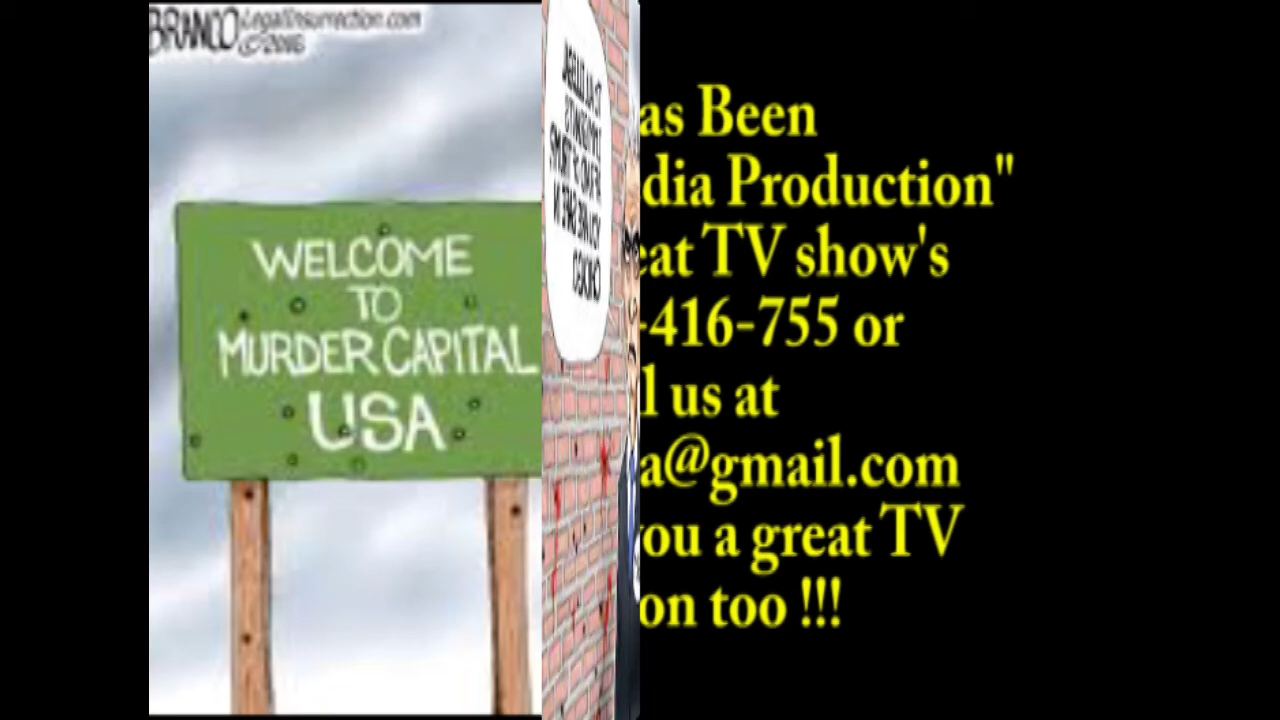 BRANCO LegalInsurrection.com
© 2016
WELCOME
TO
MURDER CAPITAL
USA
as Been
dia Production"
eat TV show's
-416-755 or
l us at
a@gmail.com
ou a great TV
on too !!!